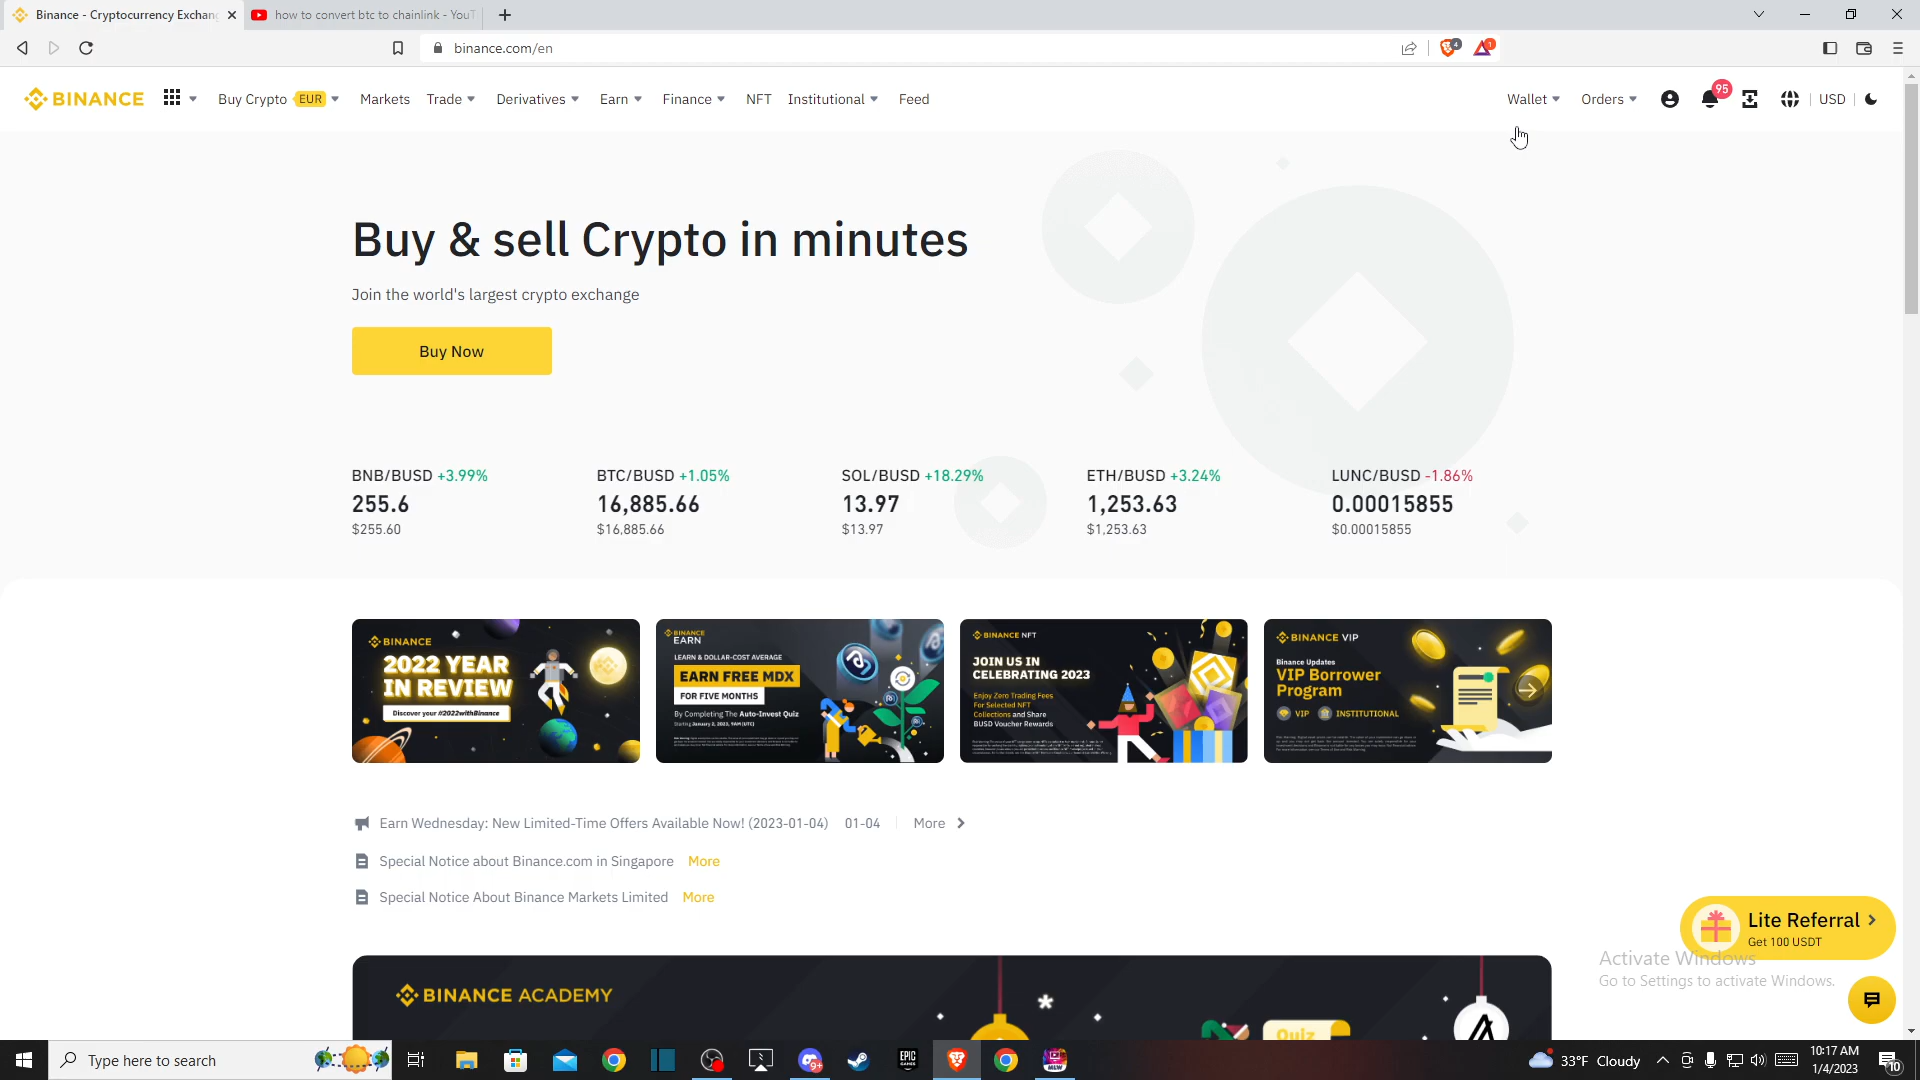 Binance - Cryptocurrency Exchan
how to convert btc to chainlink - YouT
binance.com/en
4
1
BINANCE
Buy Crypto EUR
Markets
Trade
Derivatives
Earn
Finance
NFT
Institutional
Feed
Wallet
Orders
95
USD
Buy & sell Crypto in minutes
Join the world's largest crypto exchange
Buy Now
BNB/BUSD +3.99%
255.6
$255.60
BTC/BUSD +1.05%
16,885.66
$16,885.66
SOL/BUSD +18.29%
13.97
$13.97
ETH/BUSD +3.24%
1,253.63
$1,253.63
LUNC/BUSD -1.86%
0.00015855
$0.00015855
BINANCE
2022 YEAR
IN REVIEW
Discover your #2022withBinance
BINANCE
EARN
LEARN & DOLLAR-COST AVERAGE
EARN FREE MDX
FOR FIVE MONTHS
By Completing The Auto-Invest Quiz
BINANCE NFT
JOIN US IN
CELEBRATING 2023
Enjoy Zero Trading Fees
For Selected NFT
Collections and Share
BUSD Voucher Rewards
BINANCE VIP
Binance Updates
VIP Borrower
Program
VIP
INSTITUTIONAL
Earn Wednesday: New Limited-Time Offers Available Now! (2023-01-04) 01-04 More
Special Notice about Binance.com in Singapore More
Special Notice About Binance Markets Limited More
Lite Referral
Get 100 USDT
Activate Windows
Go to Settings to activate Windows.
BINANCE ACADEMY
Quiz
Type here to search
9+
EPIC
GAMES
33°F Cloudy
10:17 AM
1/4/2023
10